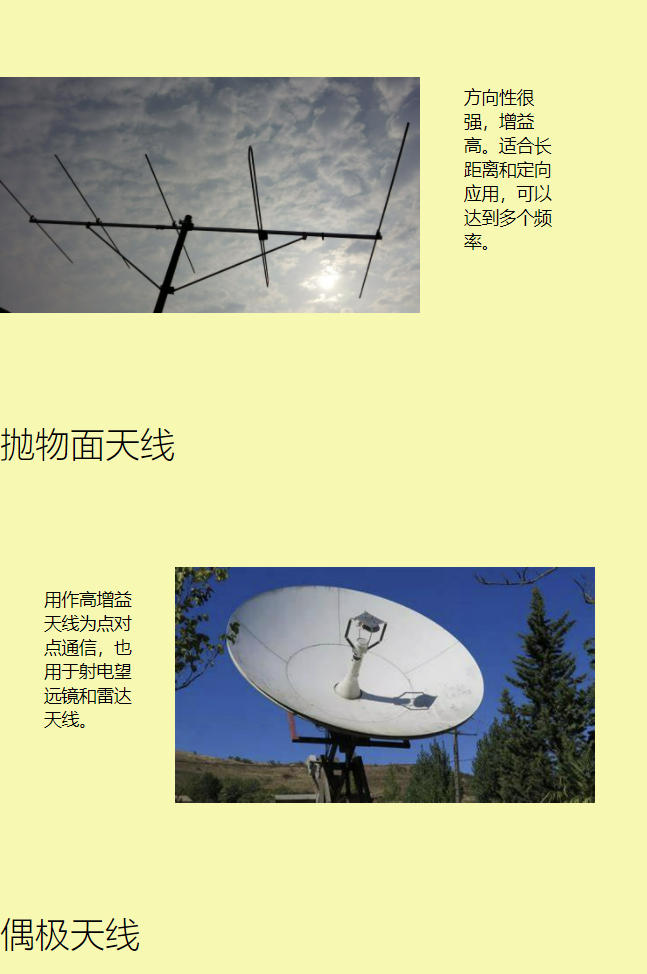 方向性很
强，增益
高。适合长
距离和定向
应用，可以
达到多个频
率。
抛物面天线
用作高增益
天线为点对
点通信，也
用于射电望
远镜和雷达
天线。
偶极天线